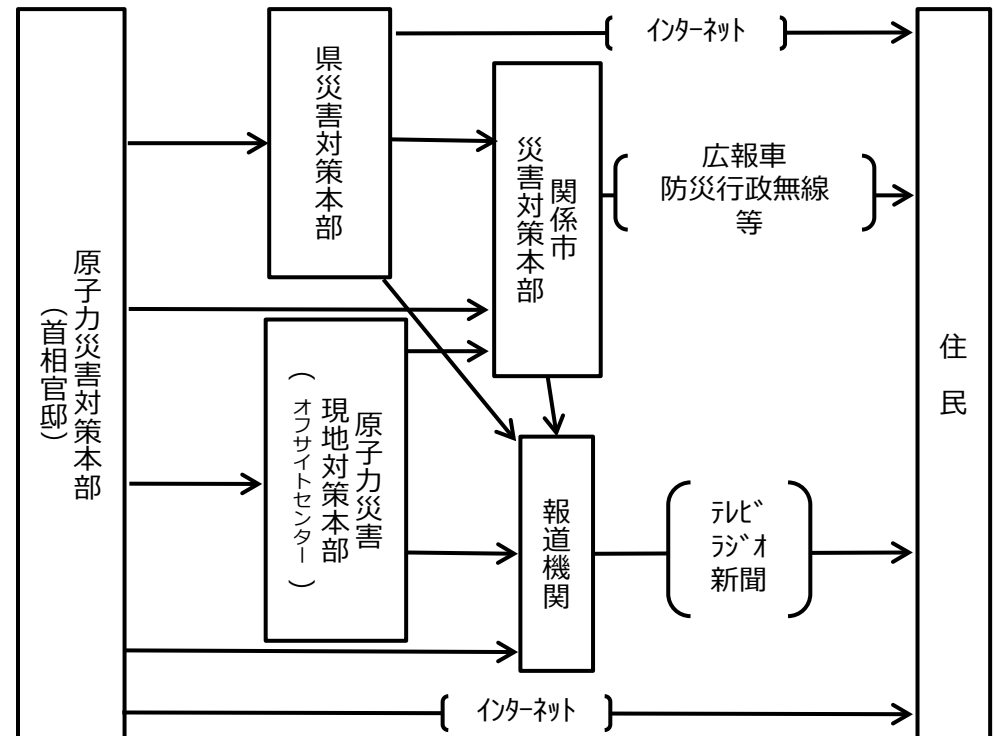 原子力災害対策本部
（首相官邸）
県災害対策本部
インターネット
関係市
災害対策本部
広報車
防災行政無線
等
原子力災害
現地対策本部
（オフサイトセンター）
報道機関
テレビ
ラジオ
新聞
インターネット
住民